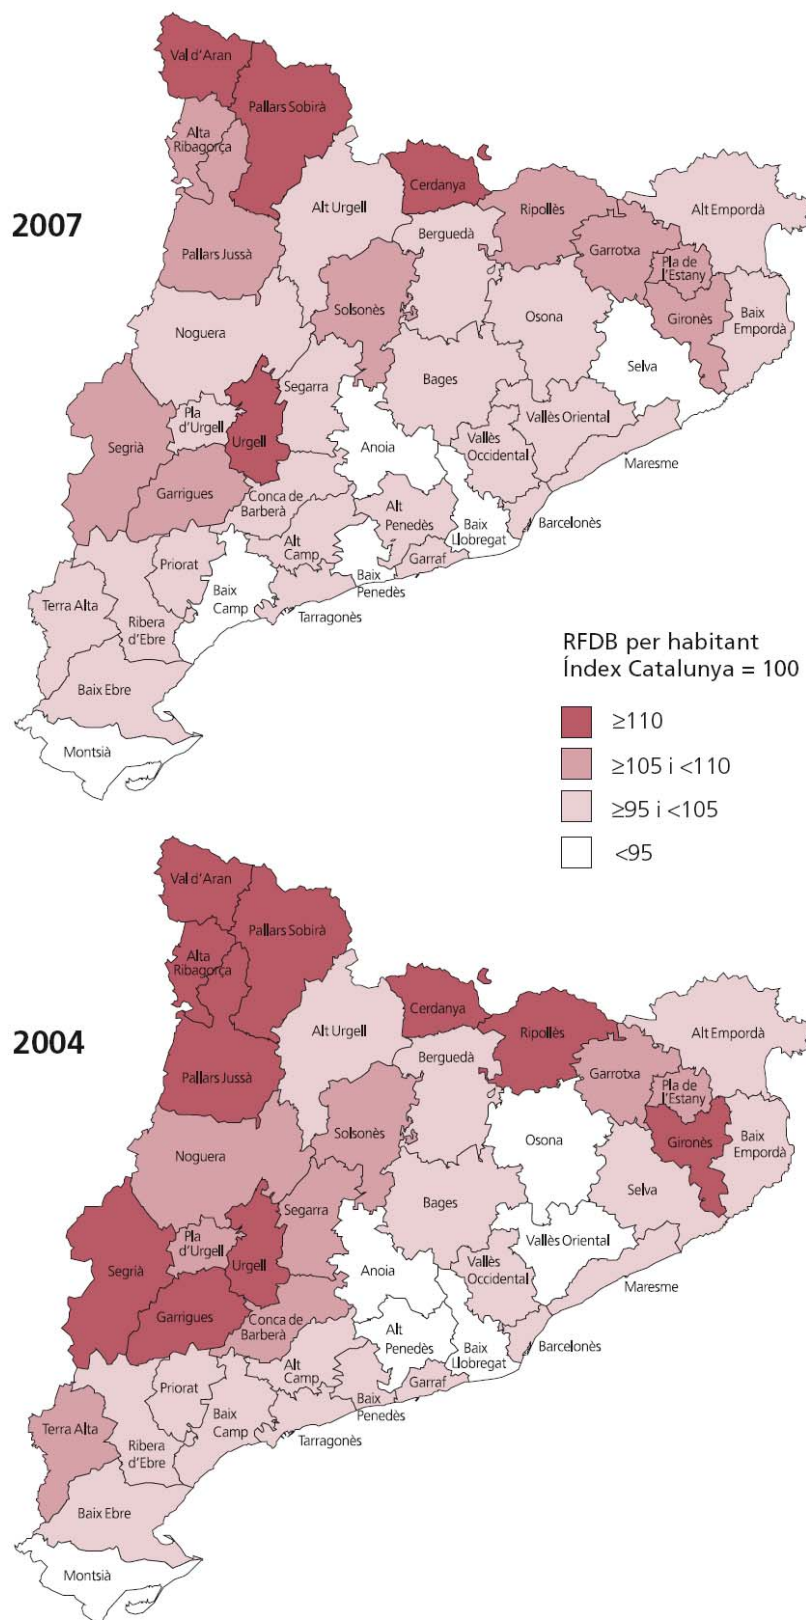 Val d'Aran
Pallars Sobirà
Alta
Ribagorça
Cerdanya
Alt Urgell
Ripollès
Alt Empordà
2007
Berguedà
Garrotxa
Pallars Jussà
Pla de
l'Estany
Solsonès
Gironès
Baix
Empordà
Noguera
Osona
Selva
Segarra
Bages
Pla
d'Urgell
Vallès Oriental
Urgell
Segrià
Anoia
Vallès
Occidental
Maresme
Garrigues
Conca de
Barberà
Alt
Penedès
Baix
Llobregat
Barcelonès
Alt
Camp
Garraf
Priorat
Baix
Penedès
Baix
Camp
Terra Alta
Ribera
d'Ebre
Tarragonès
Baix Ebre
Montsià
RFDB per habitant
Índex Catalunya = 100
≥110
≥105 i <110
≥95 i <105
<95
Val d'Aran
Pallars Sobirà
Alta
Ribagorça
Cerdanya
Alt Urgell
Ripollès
Alt Empordà
2004
Berguedà
Garrotxa
Pallars Jussà
Pla de
l'Estany
Solsonès
Gironès
Baix
Empordà
Noguera
Osona
Selva
Segarra
Bages
Pla
d'Urgell
Vallès Oriental
Urgell
Segrià
Anoia
Vallès
Occidental
Maresme
Garrigues
Conca de
Barberà
Alt
Penedès
Baix
Llobregat
Barcelonès
Alt
Camp
Garraf
Priorat
Baix
Penedès
Baix
Camp
Terra Alta
Ribera
d'Ebre
Tarragonès
Baix Ebre
Montsià